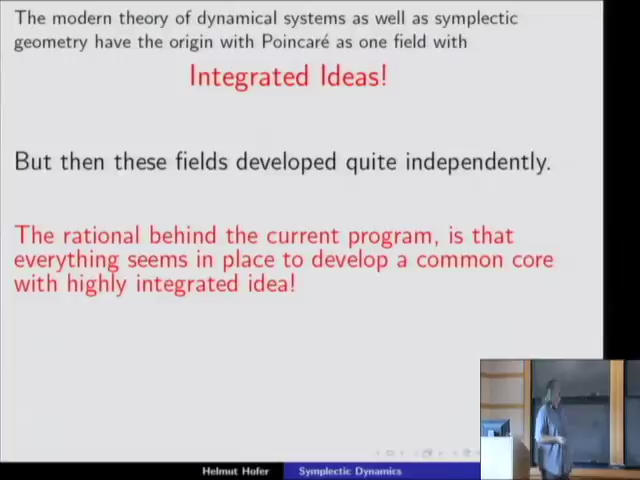 The modern theory of dynamical systems as well as symplectic
geometry have the origin with Poincaré as one field with
Integrated Ideas!
But then these fields developed quite independently.
The rational behind the current program, is that
everything seems in place to develop a common core
with highly integrated idea!
Helmut Hofer Symplectic Dynamics